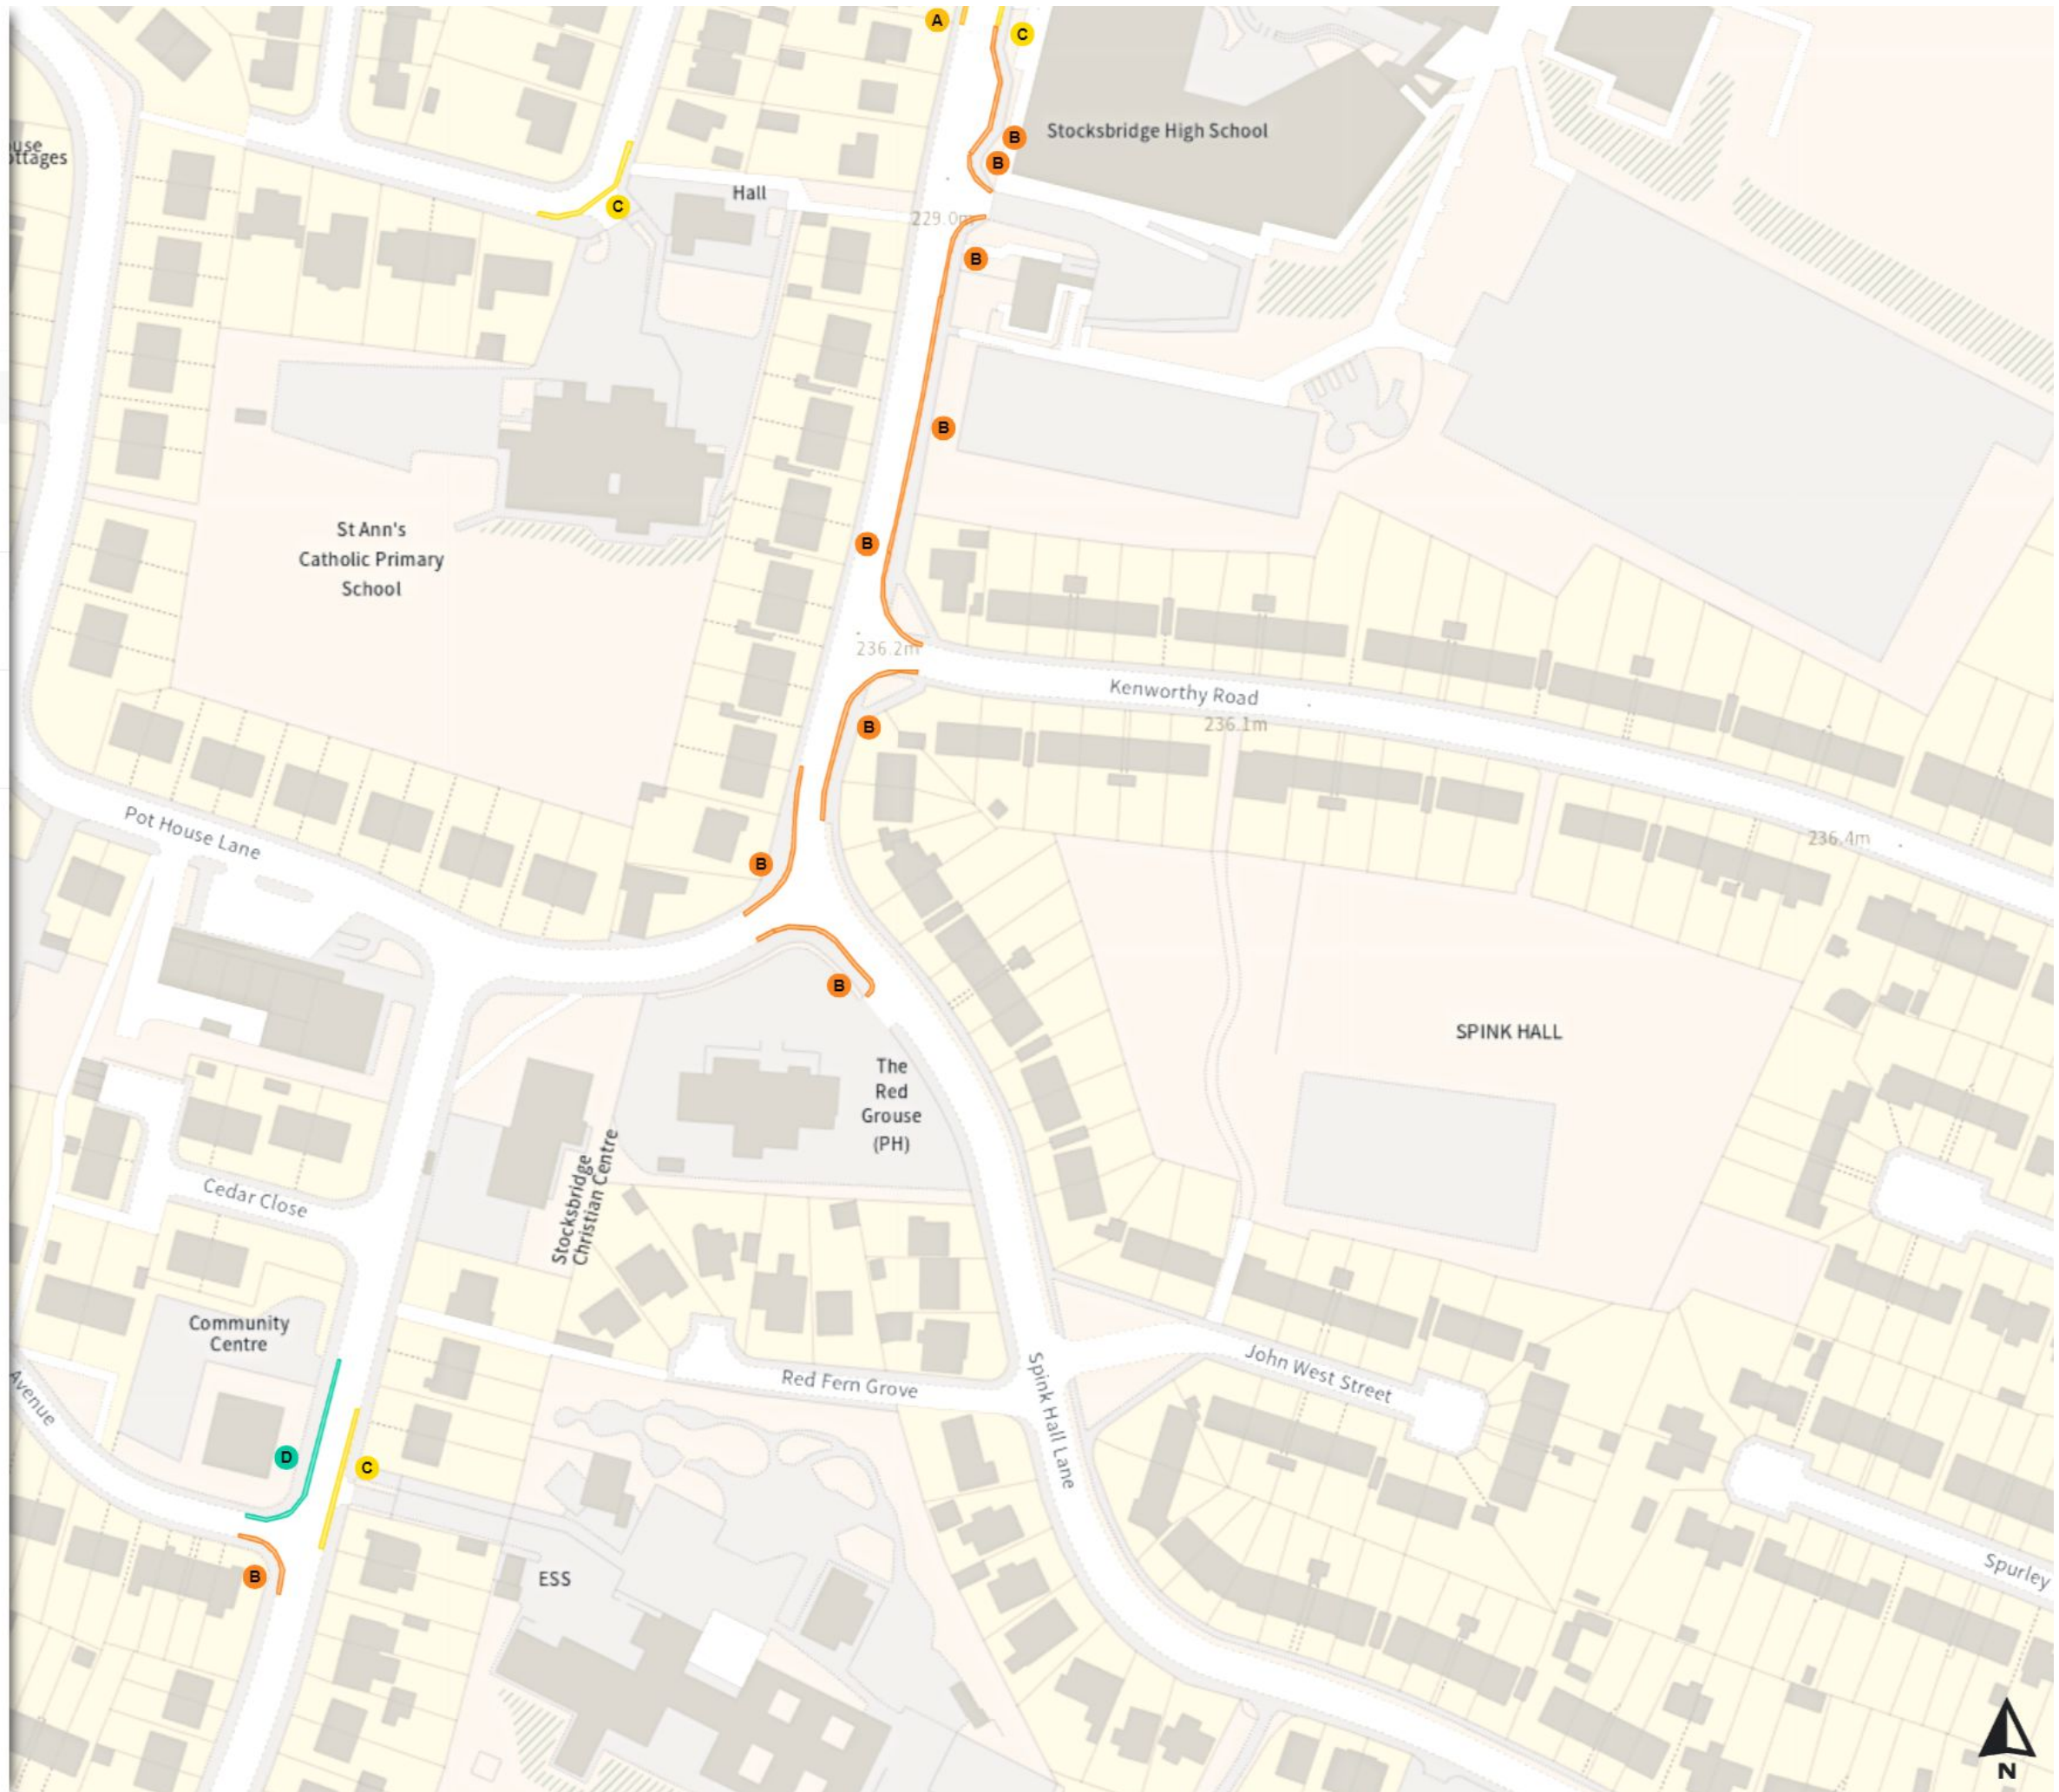 A
C
B
Stocksbridge High School
use
ottages
B
Hall
C
229.0m
B
B
St Ann's
Catholic Primary
School
B
236.2m
Kenworthy Road
236.1m
B
Pot House Lane
236.4m
B
B
SPINK HALL
The
Red
Grouse
(PH)
Stocksbridge
Christian Centre
Cedar Close
Community
Centre
John West Street
Red Fern Grove
Spink Hall Lane
Avenue
D
C
Spurley
B
ESS
N